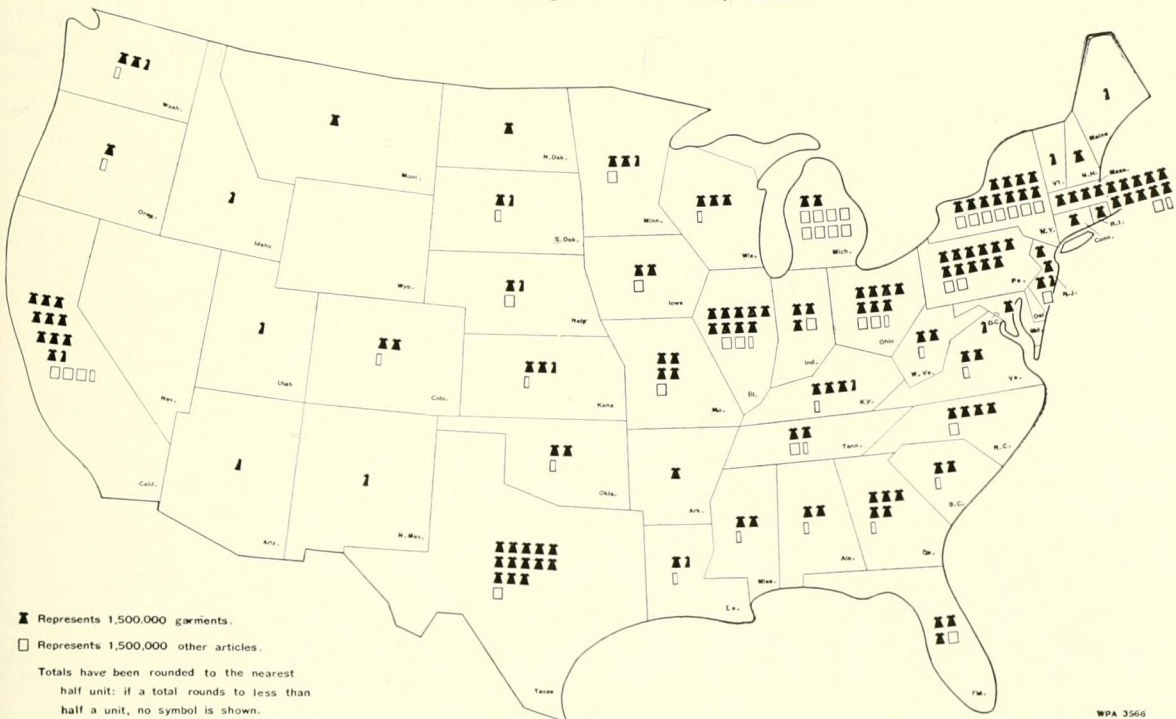 Wash.
Oreg.
Calif.
Nev.
Idaho
Mont.
Wyo.
Utah
Colo.
Ariz.
N. Mex.
N. Dak.
S. Dak.
Nebr
Kans
Okla.
Texas
Minn.
Iowa
Mo.
Ark.
La.
Wis.
Ill.
Mich.
Ind.
Ohio
Ky.
Tenn.
Miss.
Ala.
Ga.
Fla.
S.C.
N.C.
Va.
W. Va.
D.C.
Md.
Del
Pa.
N.J.
N.Y.
Conn.
R.I.
Mass.
Vt.
N.H.
Maine
Represents 1,500,000 garments.
Represents 1,500,000 other articles.
Totals have been rounded to the nearest
half unit: if a total rounds to less than
half a unit, no symbol is shown.
WPA 3566